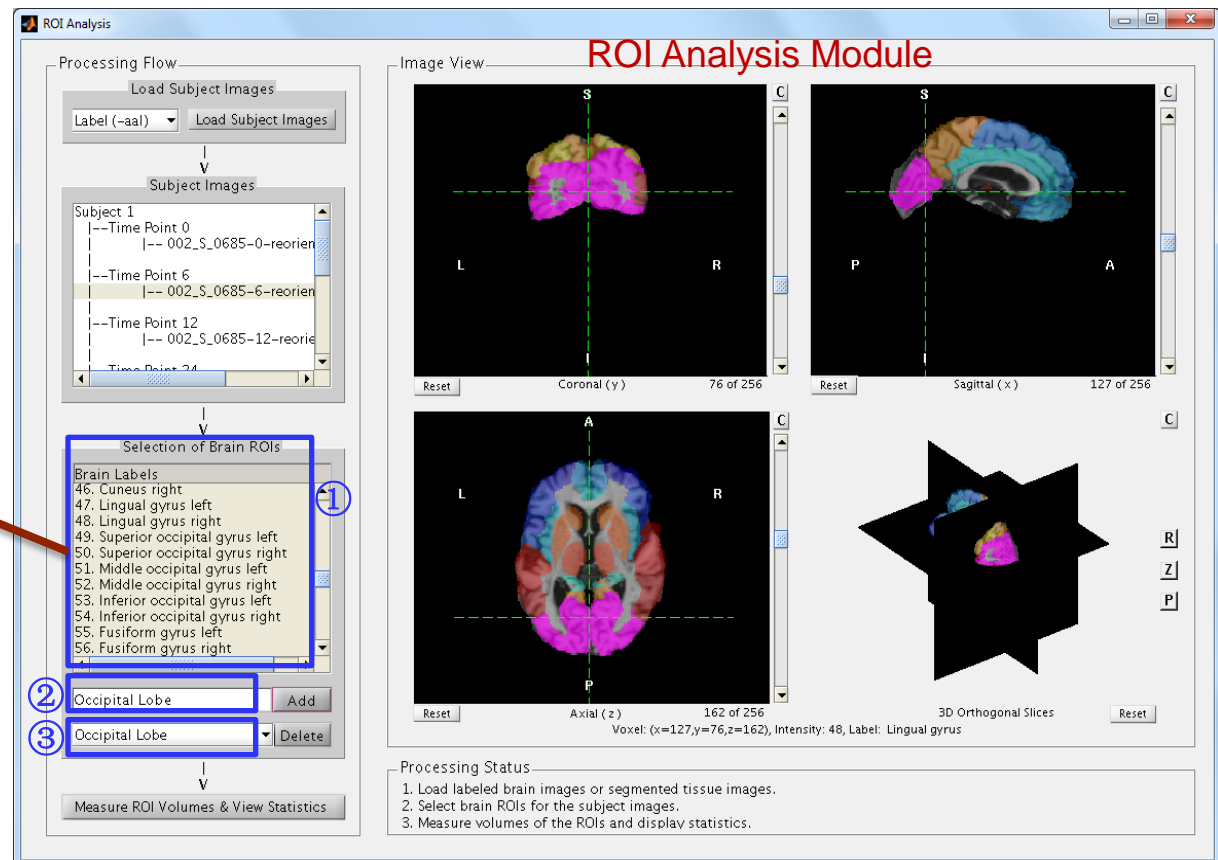 ROI Analysis
ROI Analysis Module
Processing Flow
Load Subject Images
Label (-aal)
Load Subject Images
|
V
Subject Images
Subject 1
|--Time Point 0
| |-- 002_S_0685-0-reorien
|
|--Time Point 6
| |-- 002_S_0685-6-reorien
|
|--Time Point 12
| |-- 002_S_0685-12-reorie
|
Time Point 24
|
V
Selection of Brain ROIs
Brain Labels
46. Cuneus right
47. Lingual gyrus left
48. Lingual gyrus right
49. Superior occipital gyrus left
50. Superior occipital gyrus right
51. Middle occipital gyrus left
52. Middle occipital gyrus right
53. Inferior occipital gyrus left
54. Inferior occipital gyrus right
55. Fusiform gyrus left
56. Fusiform gyrus right
①
② Occipital Lobe Add
③ Occipital Lobe Delete
|
V
Measure ROI Volumes & View Statistics
Image View
S
C
L
R
I
Reset Coronal (y) 76 of 256
S
C
P
A
I
Reset Sagittal (x) 127 of 256
A
C
L
R
P
Reset Axial (z) 162 of 256
C
R
Z
P
3D Orthogonal Slices Reset
Voxel: (x=127,y=76,z=162), Intensity: 48, Label: Lingual gyrus
Processing Status
1. Load labeled brain images or segmented tissue images.
2. Select brain ROIs for the subject images.
3. Measure volumes of the ROIs and display statistics.